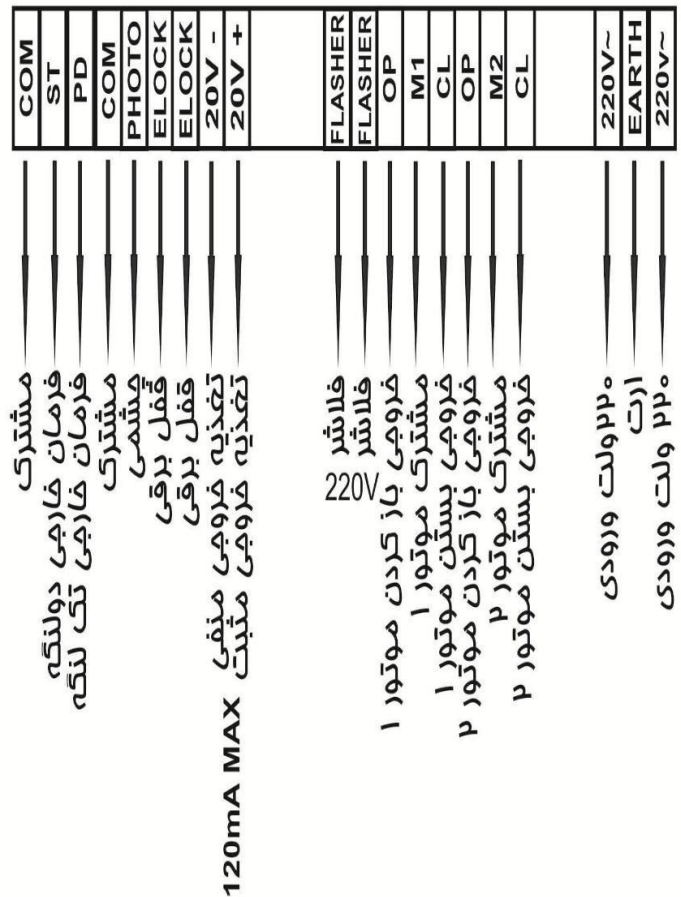 COM مشترک
ST فرمان خارجی دولنگه
PD فرمان خارجی تک لنگه
COM مشترک
PHOTO چشمی
ELOCK قفل برقی
ELOCK قفل برقی
20V - تغذیه خروجی منفی
20V + تغذیه خروجی مثبت 120mA MAX
FLASHER فلاشر
FLASHER فلاشر
220V
OP خروجی باز کردن موتور ۱
M1 مشترک موتور ۱
CL خروجی بستن موتور ۱
OP خروجی باز کردن موتور ۲
M2 مشترک موتور ۲
CL خروجی بستن موتور ۲
220V~ ۲۲۰ولت ورودی
EARTH ارت
220v~ ۲۲۰ ولت ورودی